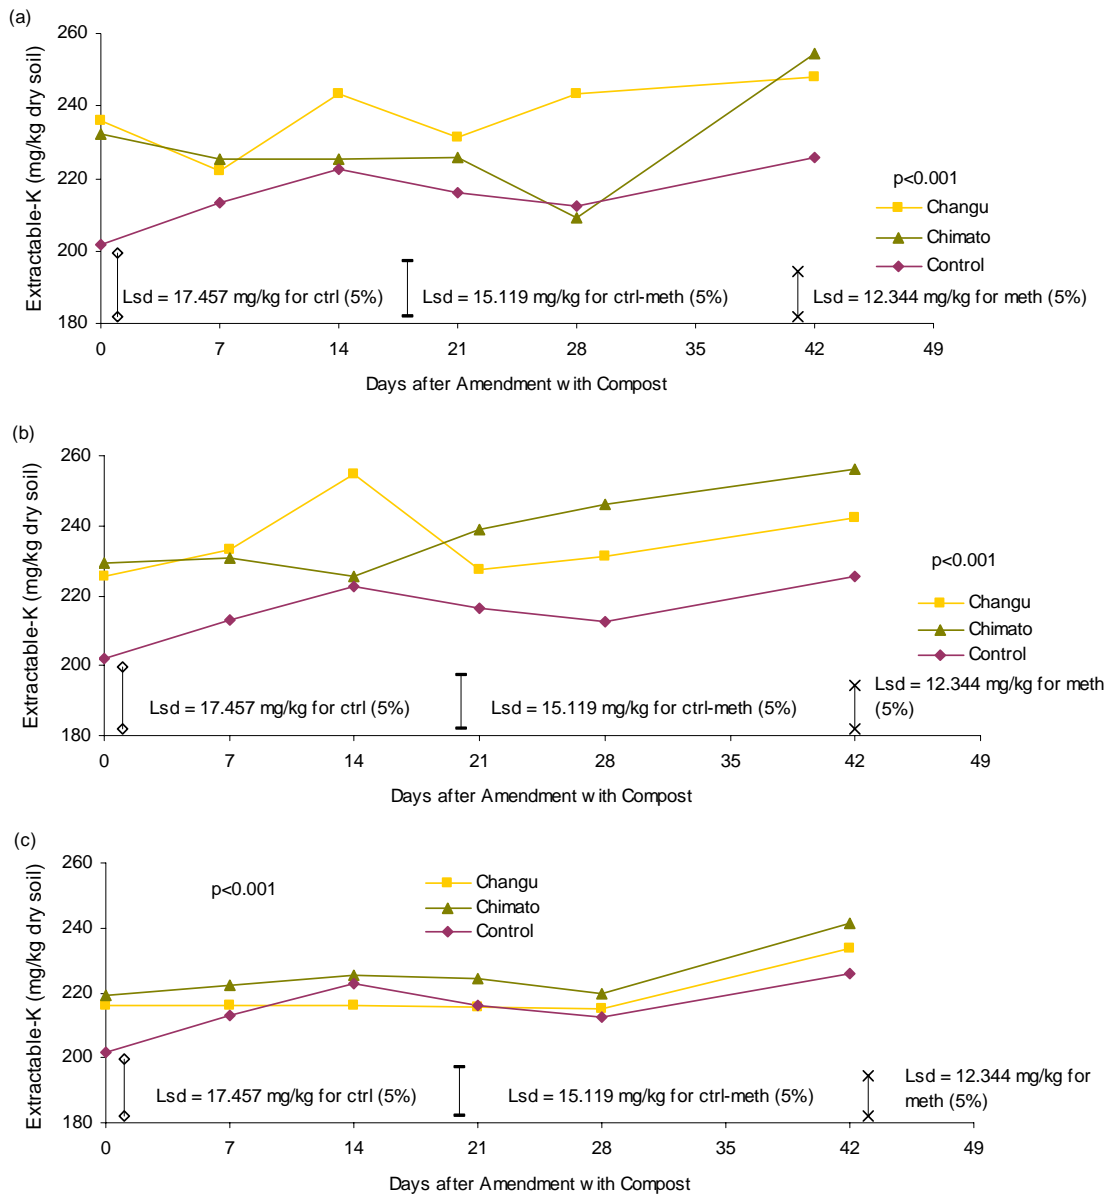 (a)
260
240
220
200
180
Extractable-K (mg/kg dry soil)
p<0.001
Changu
Chimato
Control
Lsd = 17.457 mg/kg for ctrl (5%)
Lsd = 15.119 mg/kg for ctrl-meth (5%)
Lsd = 12.344 mg/kg for meth (5%)
0 7 14 21 28 35 42 49
Days after Amendment with Compost
(b)
260
240
220
200
180
Extractable-K (mg/kg dry soil)
p<0.001
Changu
Chimato
Control
Lsd = 17.457 mg/kg for ctrl (5%)
Lsd = 15.119 mg/kg for ctrl-meth (5%)
Lsd = 12.344 mg/kg for meth
(5%)
0 7 14 21 28 35 42 49
Days after Amendment with Compost
(c)
260
240
220
200
180
Extractable-K (mg/kg dry soil)
p<0.001
Changu
Chimato
Control
Lsd = 17.457 mg/kg for ctrl (5%)
Lsd = 15.119 mg/kg for ctrl-meth (5%)
Lsd = 12.344 mg/kg for
meth (5%)
0 7 14 21 28 35 42 49
Days after Amendment with Compost